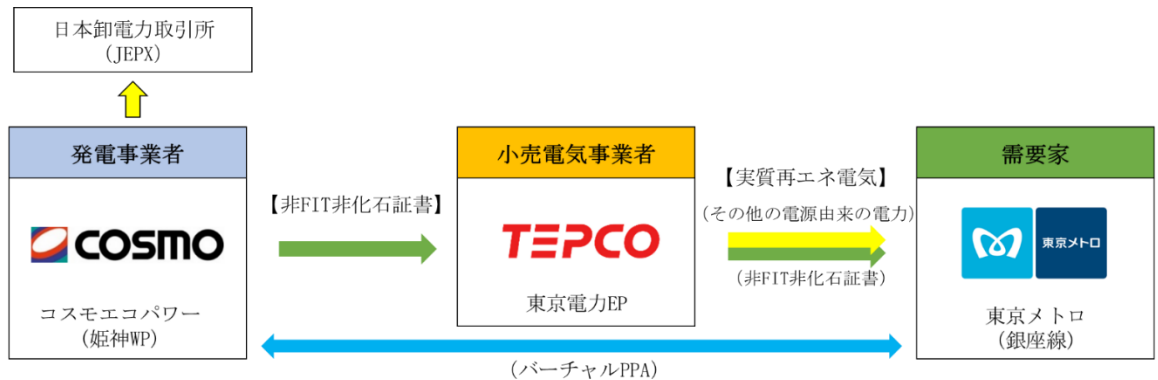 日本卸電力取引所
(JEPX)
発電事業者
COSMO
コスモエコパワー
(姫神WP)
【非FIT非化石証書】
小売電気事業者
TEPCO
東京電力EP
【実質再エネ電気】
(その他の電源由来の電力)
(非FIT非化石証書)
需要家
東京メトロ
東京メトロ
(銀座線)
(バーチャルPPA)